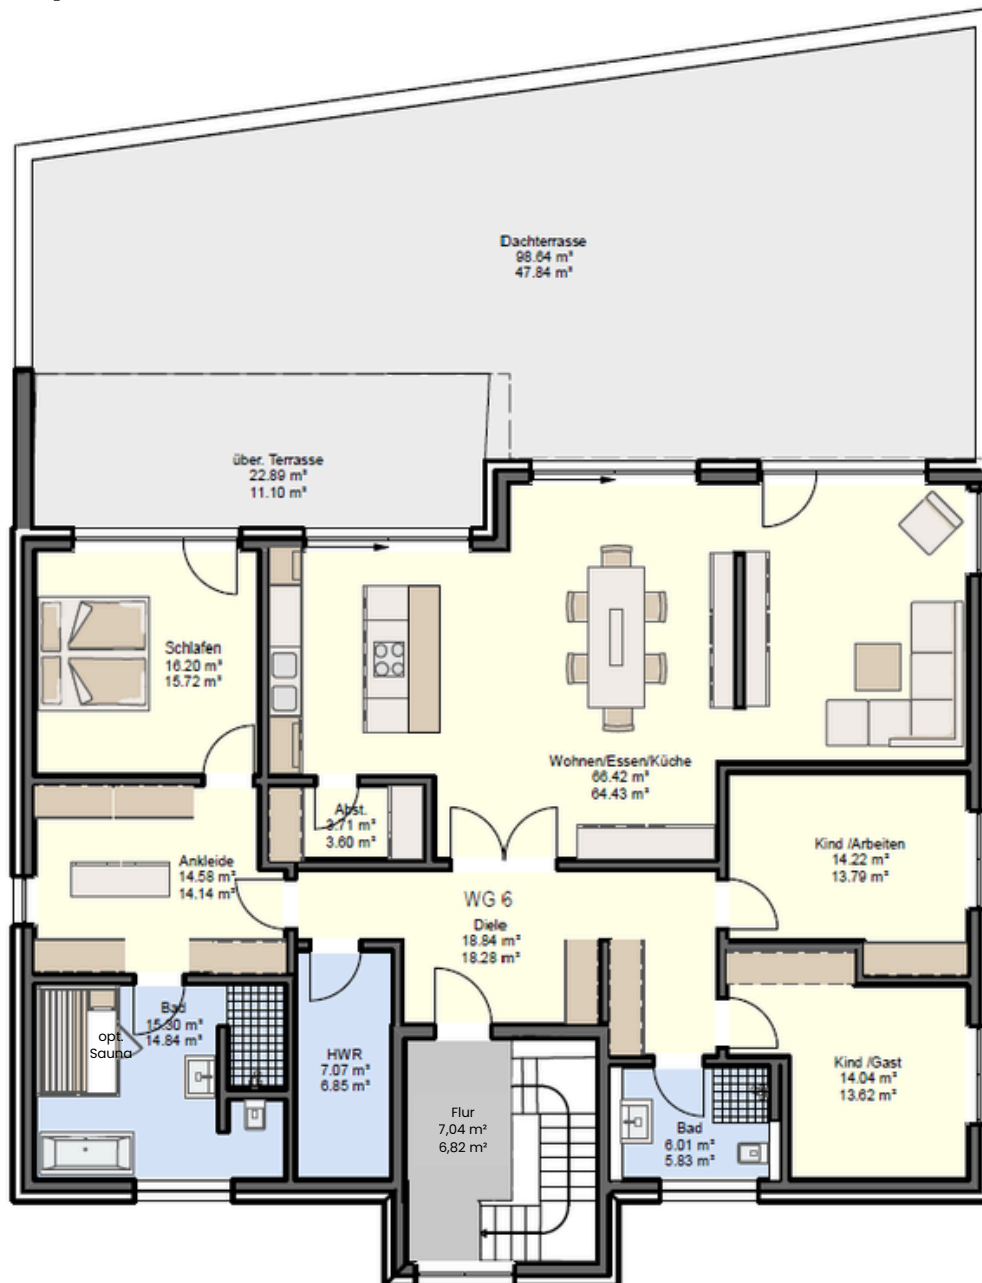 Dachterrasse
98.64 m²
47.84 m²
über. Terrasse
22.89 m²
11.10 m²
Schlafen
16.20 m²
15.72 m²
Wohnen/Essen/Küche
66.42 m²
64.43 m²
Abst.
3.71 m²
3.60 m²
Kind /Arbeiten
14.22 m²
13.79 m²
Ankleide
14.58 m²
14.14 m²
WG 6
Diele
18.84 m²
18.28 m²
Bad
15.30 m²
14.84 m²
opt.
Sauna
HWR
7.07 m²
6.85 m²
Kind /Gast
14.04 m²
13.62 m²
Flur
7,04 m²
6,82 m²
Bad
6.01 m²
5.83 m²